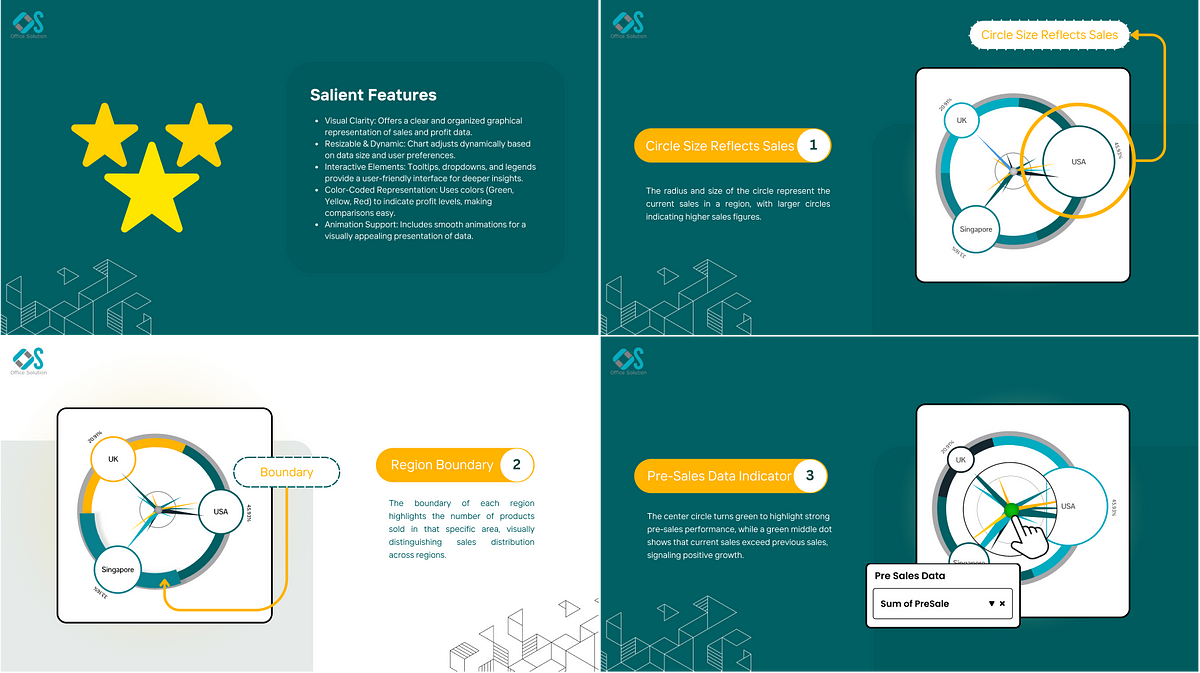 Office Solution
Salient Features
• Visual Clarity: Offers a clear and organized graphical
representation of sales and profit data.
• Resizable & Dynamic: Chart adjusts dynamically based
on data size and user preferences.
• Interactive Elements: Tooltips, dropdowns, and legends
provide a user-friendly interface for deeper insights.
• Color-Coded Representation: Uses colors (Green,
Yellow, Red) to indicate profit levels, making
comparisons easy.
• Animation Support: Includes smooth animations for a
visually appealing presentation of data.
Office Solution
Circle Size Reflects Sales
Circle Size Reflects Sales 1
The radius and size of the circle represent the
current sales in a region, with larger circles
indicating higher sales figures.
20.91%
UK
USA
45.93%
Singapore
33.16%
Office Solution
20.91%
UK
USA
45.93%
Singapore
33.16%
Boundary
Region Boundary 2
The boundary of each region
highlights the number of products
sold in that specific area, visually
distinguishing sales distribution
across regions.
Office Solution
Pre-Sales Data Indicator 3
The center circle turns green to highlight strong
pre-sales performance, while a green middle dot
shows that current sales exceed previous sales,
signaling positive growth.
20.91%
UK
USA
45.93%
Singapore
Pre Sales Data
Sum of PreSale